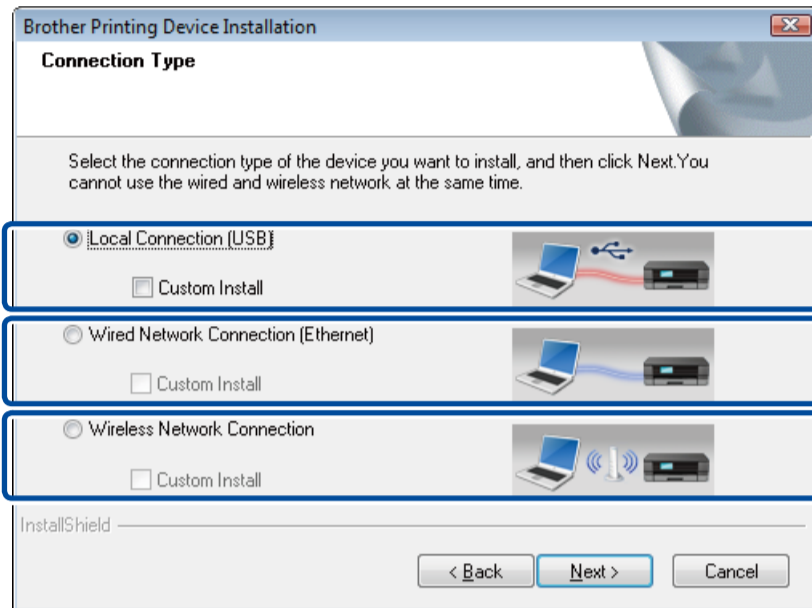 Brother Printing Device Installation
Connection Type
Select the connection type of the device you want to install, and then click Next.You
cannot use the wired and wireless network at the same time.
Local Connection (USB)
Custom Install
Wired Network Connection (Ethernet)
Custom Install
Wireless Network Connection
Custom Install
InstallShield
< Back Next > Cancel